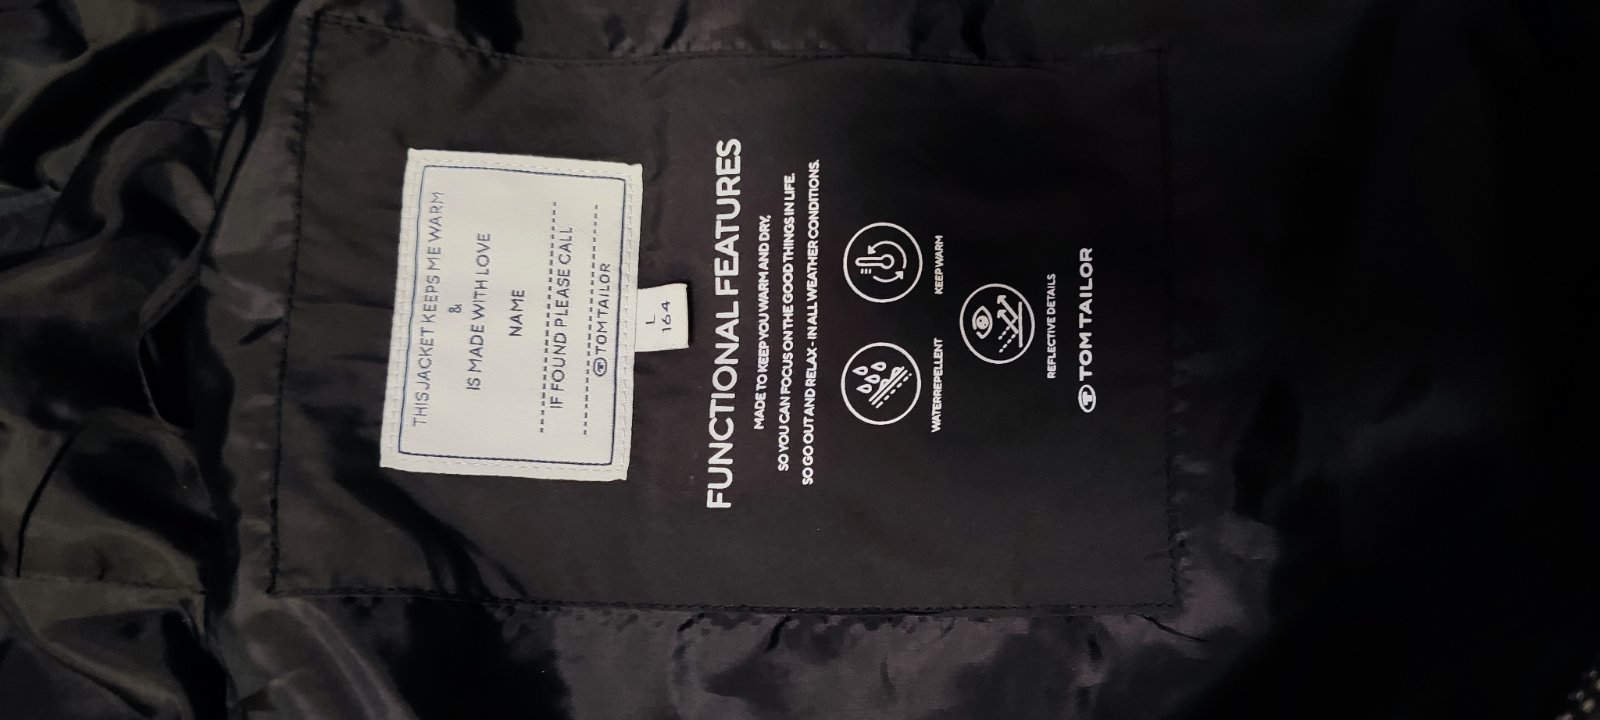 THIS JACKET KEEPS ME WARM
&
IS MADE WITH LOVE
NAME
IF FOUND PLEASE CALL
TOM TAILOR
L
164
FUNCTIONAL FEATURES
MADE TO KEEP YOU WARM AND DRY,
SO YOU CAN FOCUS ON THE GOOD THINGS IN LIFE.
SO GO OUT AND RELAX - IN ALL WEATHER CONDITIONS.
WATERREPELLENT
KEEP WARM
REFLECTIVE DETAILS
TOM TAILOR